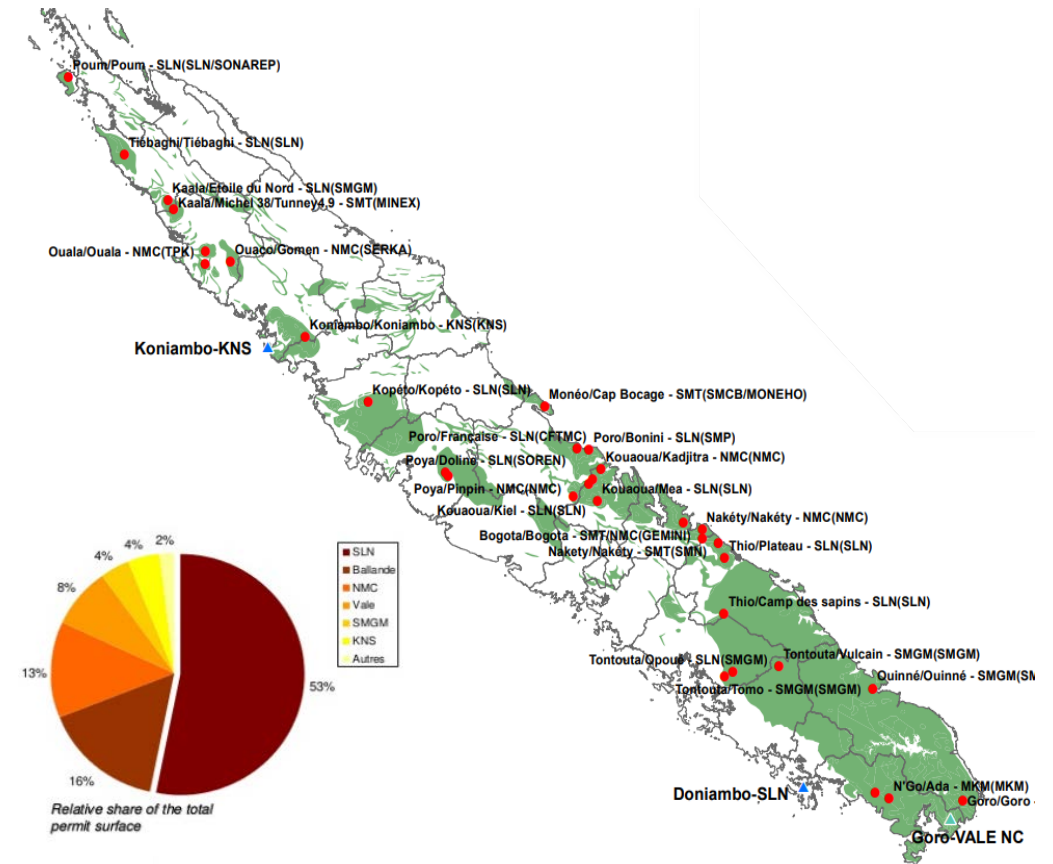 Poum/Poum - SLN(SLN/SONAREP)
Tiébaghi/Tiébaghi - SLN(SLN)
Kaala/Etoile du Nord - SLN(SMGM)
Kaala/Michel 38/Tunney4,9 - SMT(MINEX)
Ouala/Ouala - NMC(TPK)
Ouaco/Gomen - NMC(SERKA)
Koniambo/Koniambo - KNS(KNS)
Koniambo-KNS
Kopéto/Kopéto - SLN(SLN)
Monéo/Cap Bocage - SMT(SMCB/MONEHO)
Poro/Française - SLN(CFTMC)
Poro/Bonini - SLN(SMP)
Kouaoua/Kadjitra - NMC(NMC)
Poya/Doline - SLN(SOREN)
Poya/Pinpin - NMC(NMC)
Kouaoua/Mea - SLN(SLN)
Kouaoua/Kiel - SLN(SLN)
Nakéty/Nakéty - NMC(NMC)
Bogota/Bogota - SMT/NMC(GEMINI)
Thio/Plateau - SLN(SLN)
Nakety/Nakéty - SMT(SMN)
Thio/Camp des sapins - SLN(SLN)
Tontouta/Vulcain - SMGM(SMGM)
Tontouta/Opoué - SLN(SMGM)
Ouinné/Ouinné - SMGM(SM
Tontouta/Tomo - SMGM(SMGM)
Doniambo-SLN
N'Go/Ada - MKM(MKM)
Goro/Goro -
Goro-VALE NC
2%
4%
4%
8%
13%
16%
53%
SLN
Ballande
NMC
Vale
SMGM
KNS
Autres
Relative share of the total
permit surface